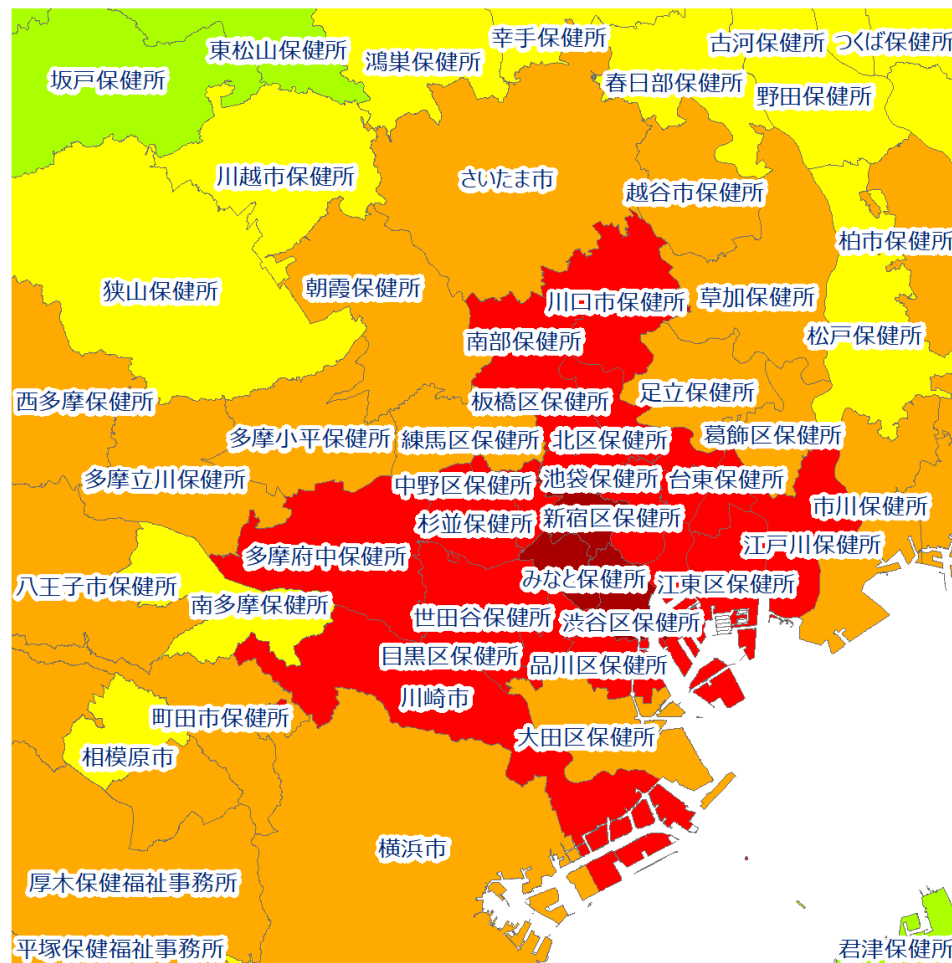 幸手保健所
東松山保健所
鴻巣保健所
古河保健所
つくば保健所
坂戸保健所
春日部保健所
野田保健所
川越市保健所
さいたま市
越谷市保健所
柏市保健所
狭山保健所
朝霞保健所
川口市保健所
草加保健所
南部保健所
松戸保健所
西多摩保健所
板橋区保健所
足立保健所
多摩小平保健所
練馬区保健所
北区保健所
葛飾区保健所
多摩立川保健所
中野区保健所
池袋保健所
台東保健所
市川保健所
杉並保健所
新宿区保健所
多摩府中保健所
江戸川保健所
八王子市保健所
みなと保健所
江東区保健所
南多摩保健所
世田谷保健所
渋谷区保健所
目黒区保健所
品川区保健所
川崎市
町田市保健所
大田区保健所
相模原市
横浜市
厚木保健福祉事務所
平塚保健福祉事務所
君津保健所